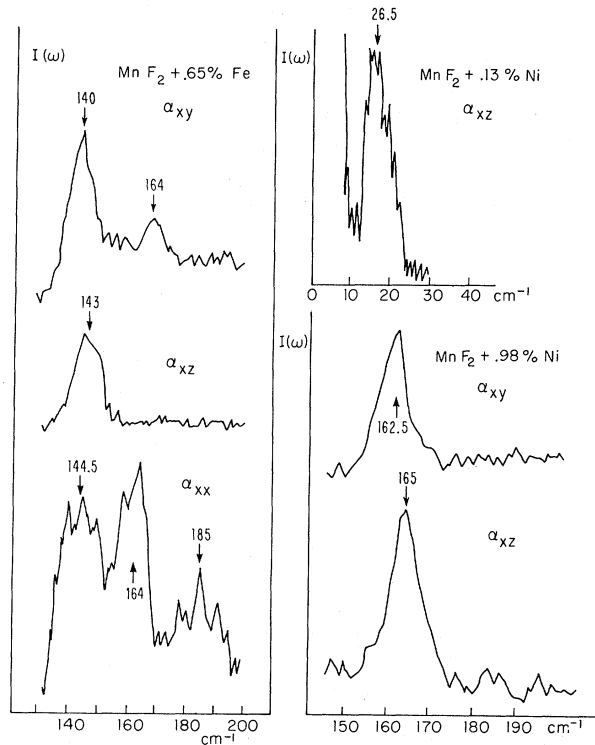 I(ω)
Mn F2 + .65% Fe
140
αxy
164
143
αxz
144.5
αxx
185
164
140 160 180 200
cm-1
26.5
I(ω)
Mn F2 + .13 % Ni
αxz
0 10 20 30 40 cm-1
I(ω)
Mn F2 + .98 % Ni
αxy
162.5
165
αxz
150 160 170 180 190
cm-1